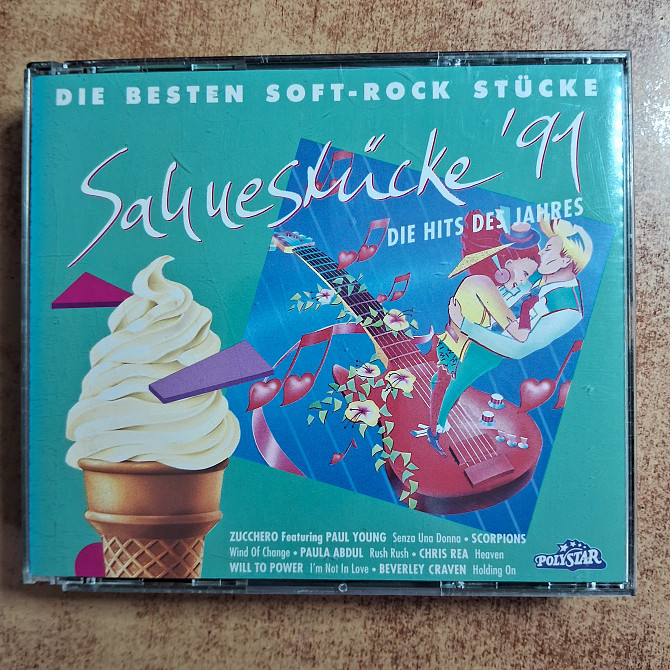 DIE BESTEN SOFT-ROCK STÜCKE
Sahnestücke '91
DIE HITS DES JAHRES
ZUCCHERO Featuring PAUL YOUNG Senza Una Donna • SCORPIONS
Wind Of Change • PAULA ABDUL Rush Rush • CHRIS REA Heaven
WILL TO POWER I'm Not In Love • BEVERLEY CRAVEN Holding On
POLYSTAR